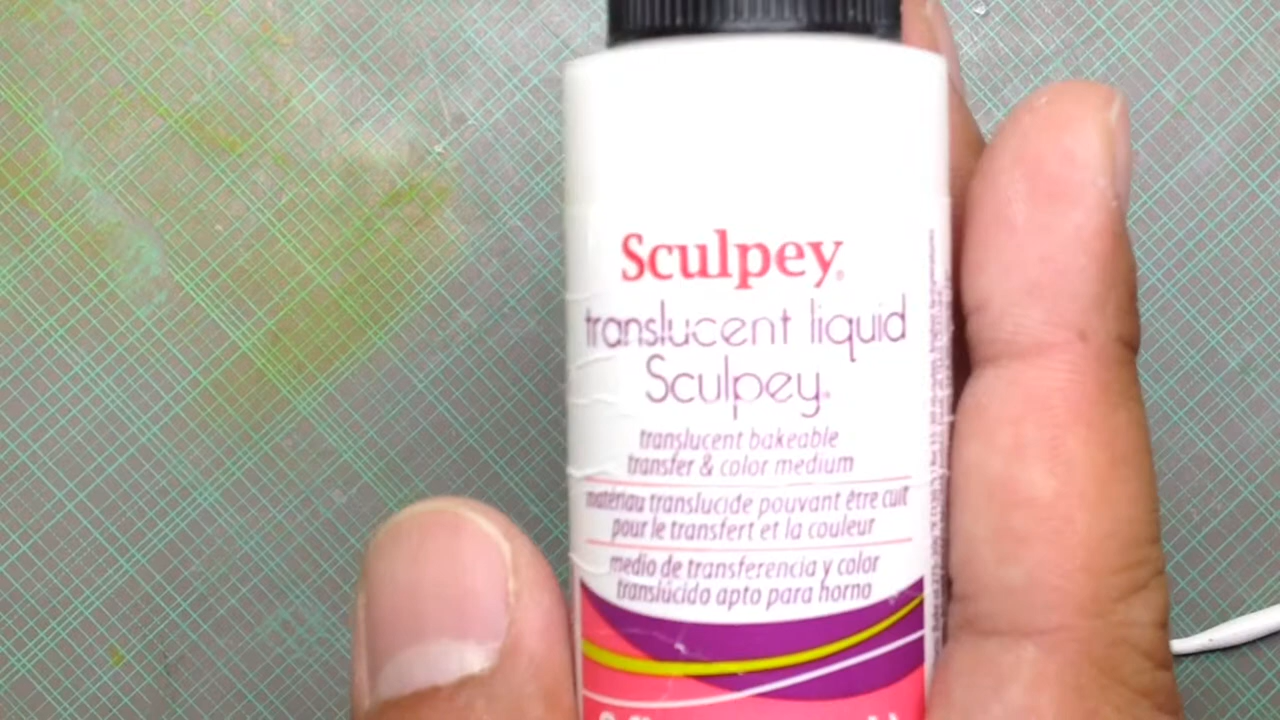 Sculpey®
translucent liquid
Sculpey®
translucent bakeable
transfer & color medium
matériau translucide pouvant être cuit
pour le transfert et la couleur
medio de transferencia y color
translúcido apto para horno